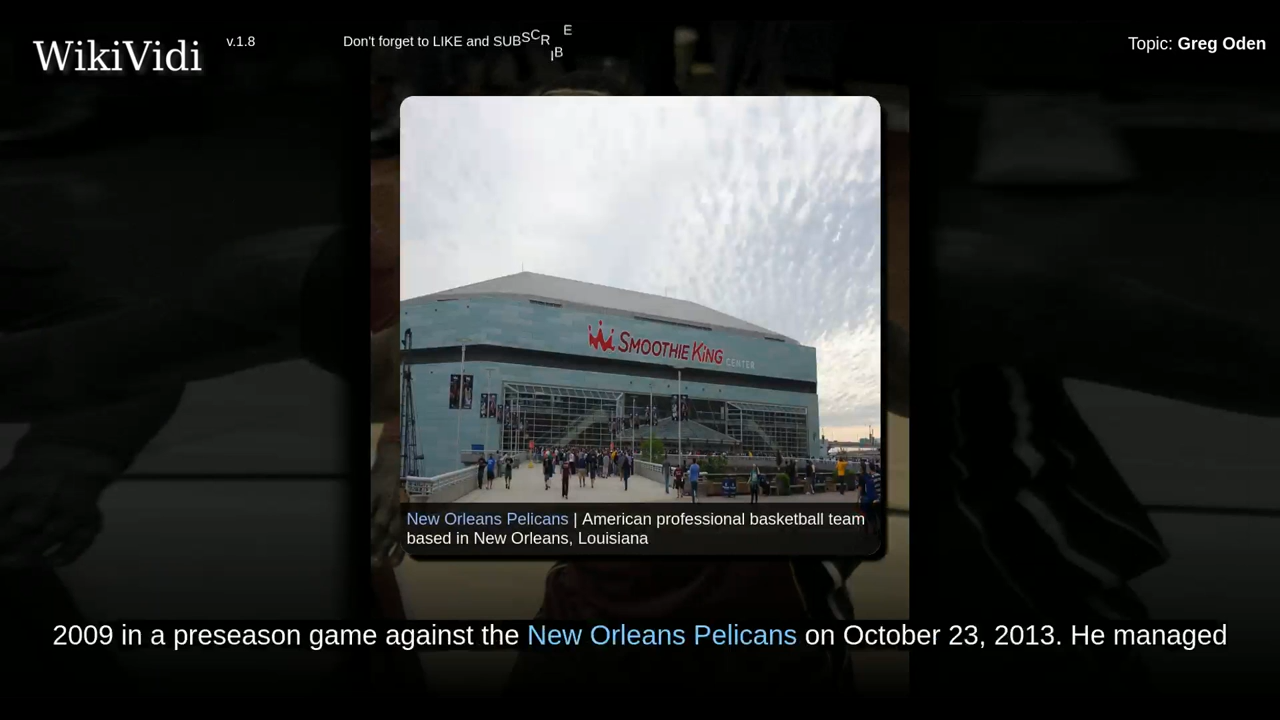 WikiVidi
v.1.8
Don't forget to LIKE and SUBSCRIBE
Topic: Greg Oden
SMOOTHIE KING CENTER
New Orleans Pelicans | American professional basketball team
based in New Orleans, Louisiana
2009 in a preseason game against the New Orleans Pelicans on October 23, 2013. He managed